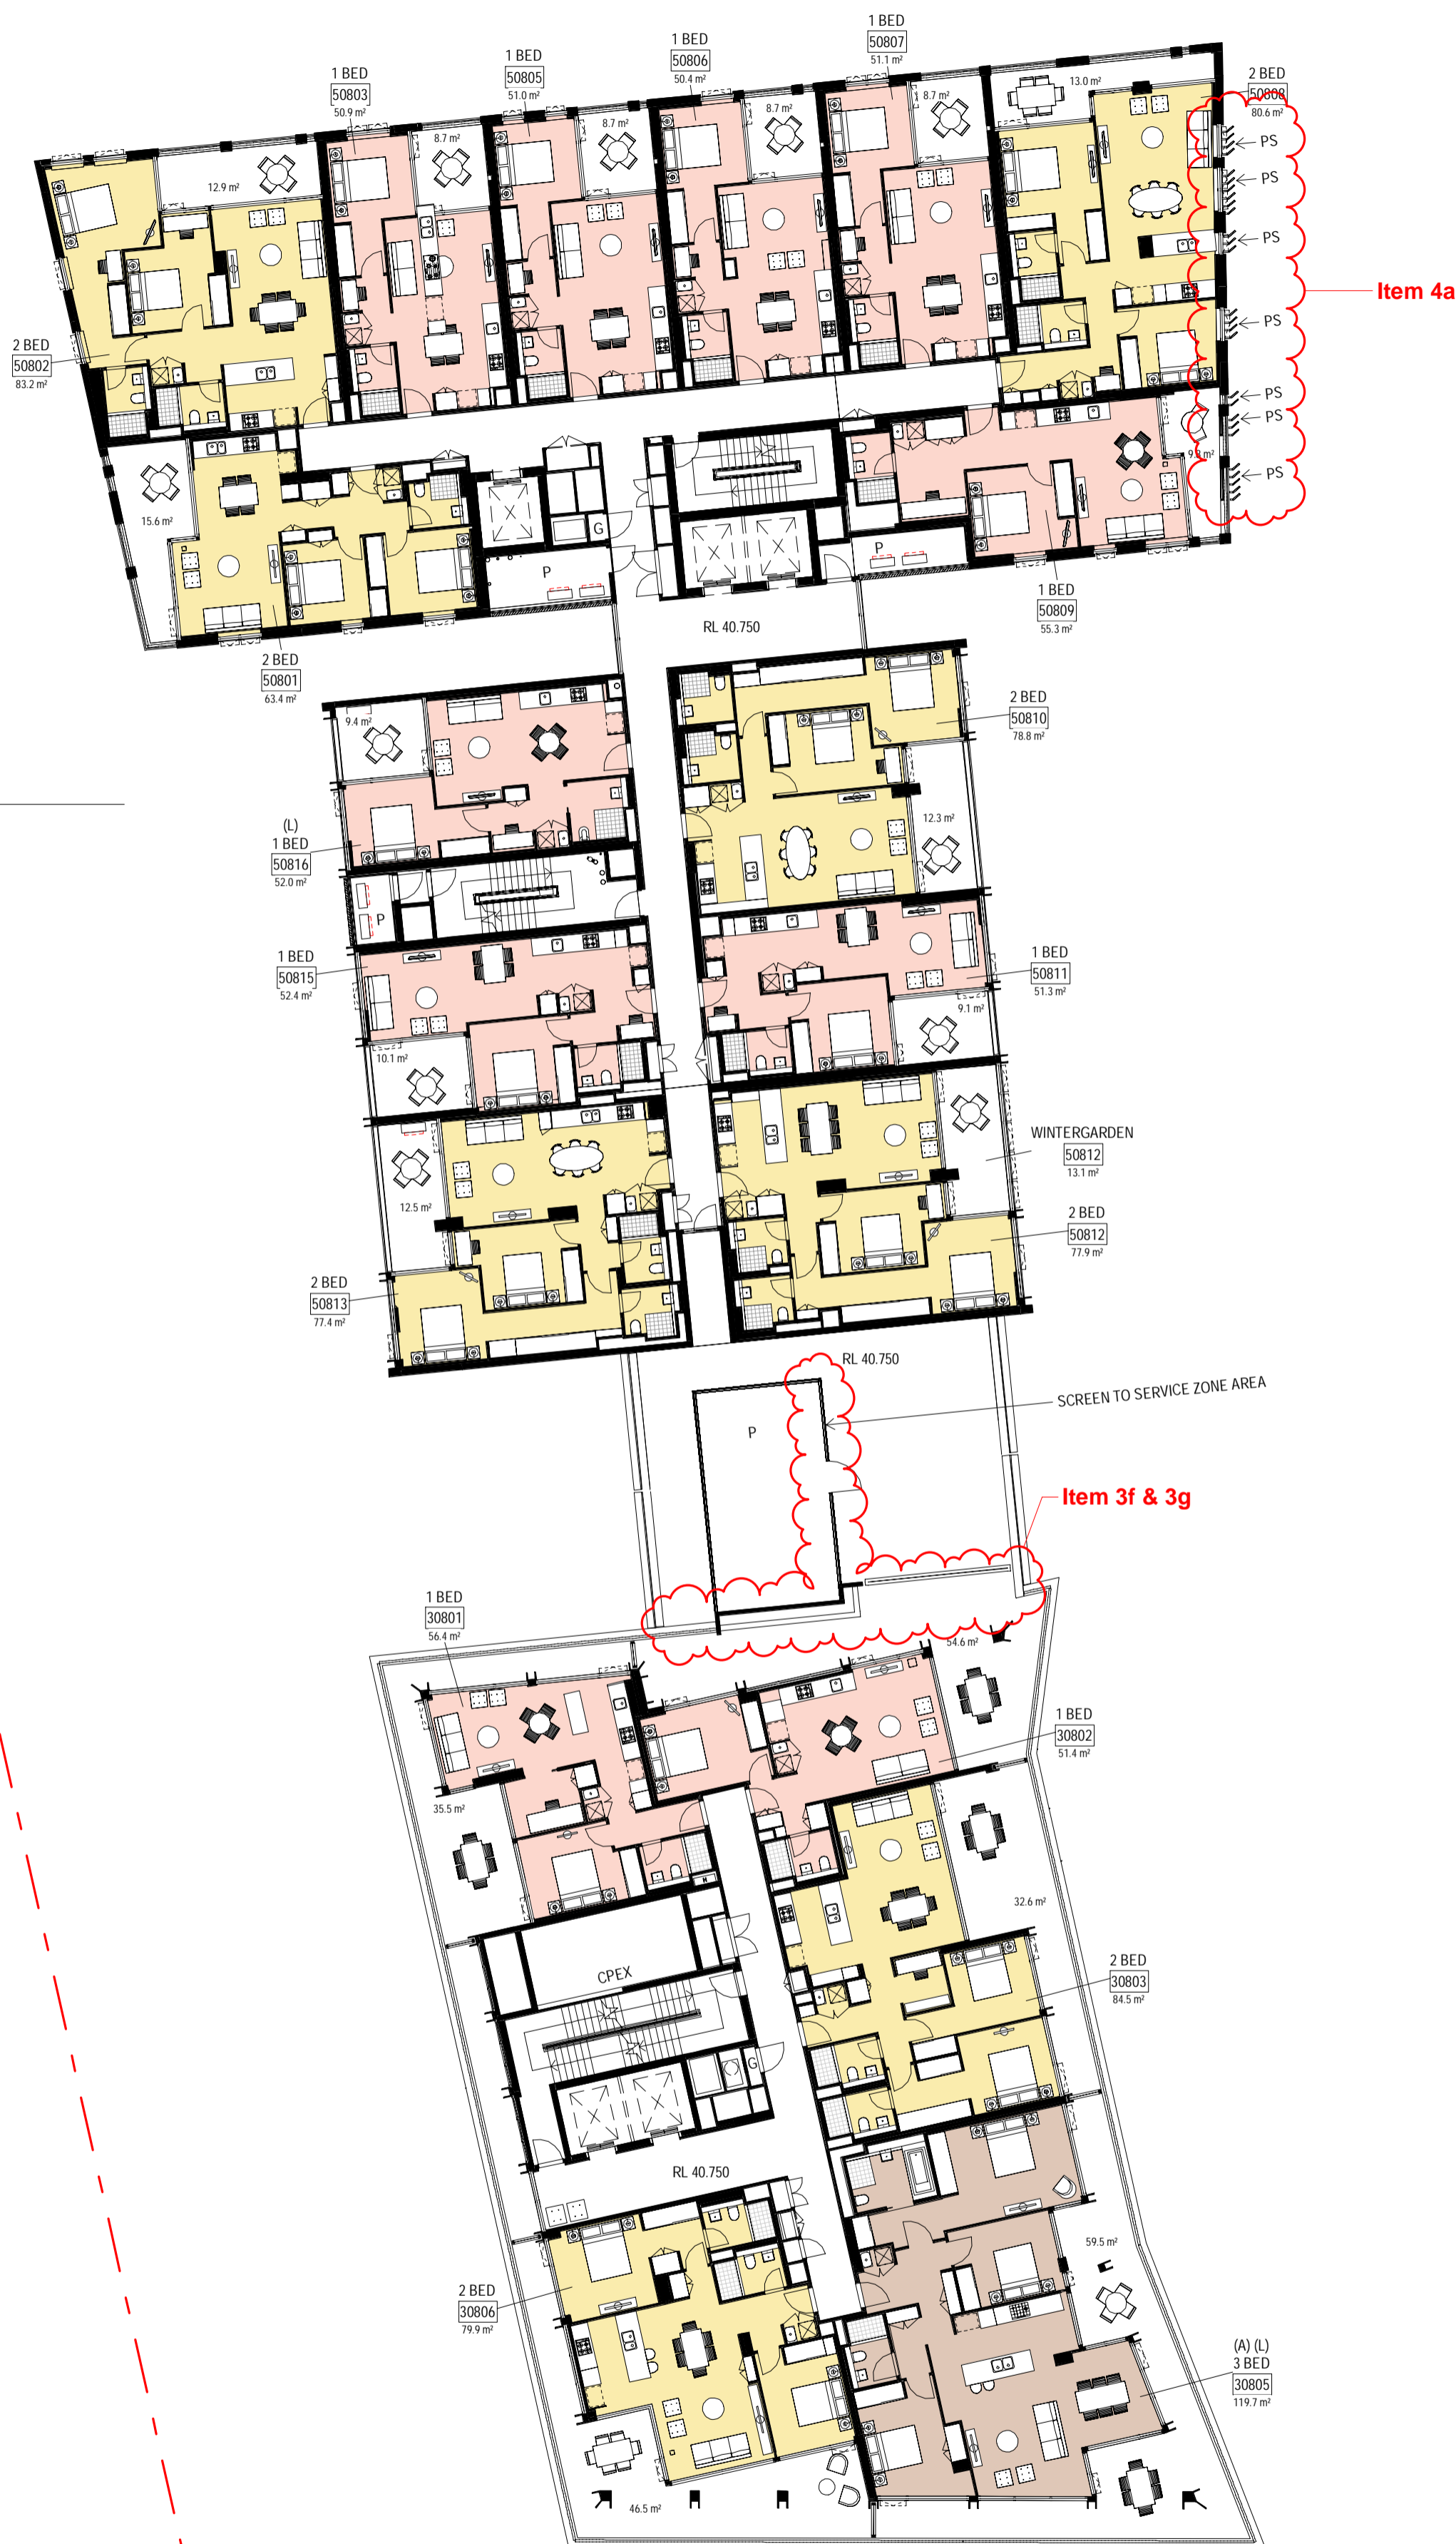 1 BED
50807
51.1 m²
1 BED
50806
50.4 m²
1 BED
50805
51.0 m²
1 BED
50803
50.9 m²
2 BED
50808
80.6 m²
13.0 m²
8.7 m²
8.7 m²
8.7 m²
8.7 m²
12.9 m²
PS
PS
PS
Item 4a
PS
2 BED
50802
83.2 m²
PS
PS
PS
15.6 m²
G
P
P
1 BED
50809
55.3 m²
RL 40.750
2 BED
50801
63.4 m²
9.4 m²
2 BED
50810
78.8 m²
12.3 m²
(L)
1 BED
50816
52.0 m²
P
1 BED
50815
52.4 m²
1 BED
50811
51.3 m²
9.1 m²
10.1 m²
WINTERGARDEN
50812
13.1 m²
12.5 m²
2 BED
50812
77.9 m²
2 BED
50813
77.4 m²
RL 40.750
SCREEN TO SERVICE ZONE AREA
P
Item 3f & 3g
1 BED
30801
56.4 m²
54.6 m²
1 BED
30802
51.4 m²
35.5 m²
32.6 m²
2 BED
30803
84.5 m²
CPEX
G
RL 40.750
59.5 m²
2 BED
30806
79.9 m²
(A) (L)
3 BED
30805
119.7 m²
46.5 m²